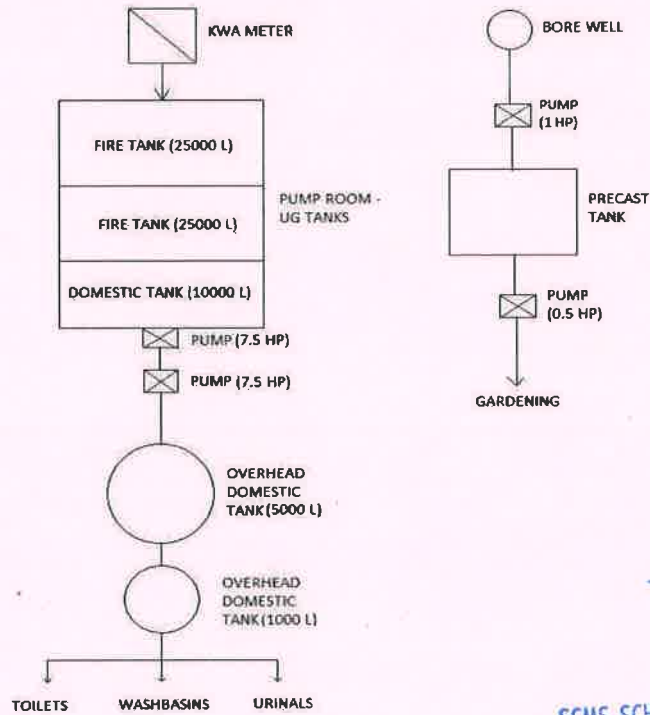 KWA METER
FIRE TANK (25000 L)
FIRE TANK (25000 L)
DOMESTIC TANK (10000 L)
PUMP ROOM -
UG TANKS
PUMP (7.5 HP)
PUMP (7.5 HP)
OVERHEAD
DOMESTIC
TANK (5000 L)
OVERHEAD
DOMESTIC
TANK (1000 L)
TOILETS
WASHBASINS
URINALS
BORE WELL
PUMP
(1 HP)
PRECAST
TANK
PUMP
(0.5 HP)
GARDENING